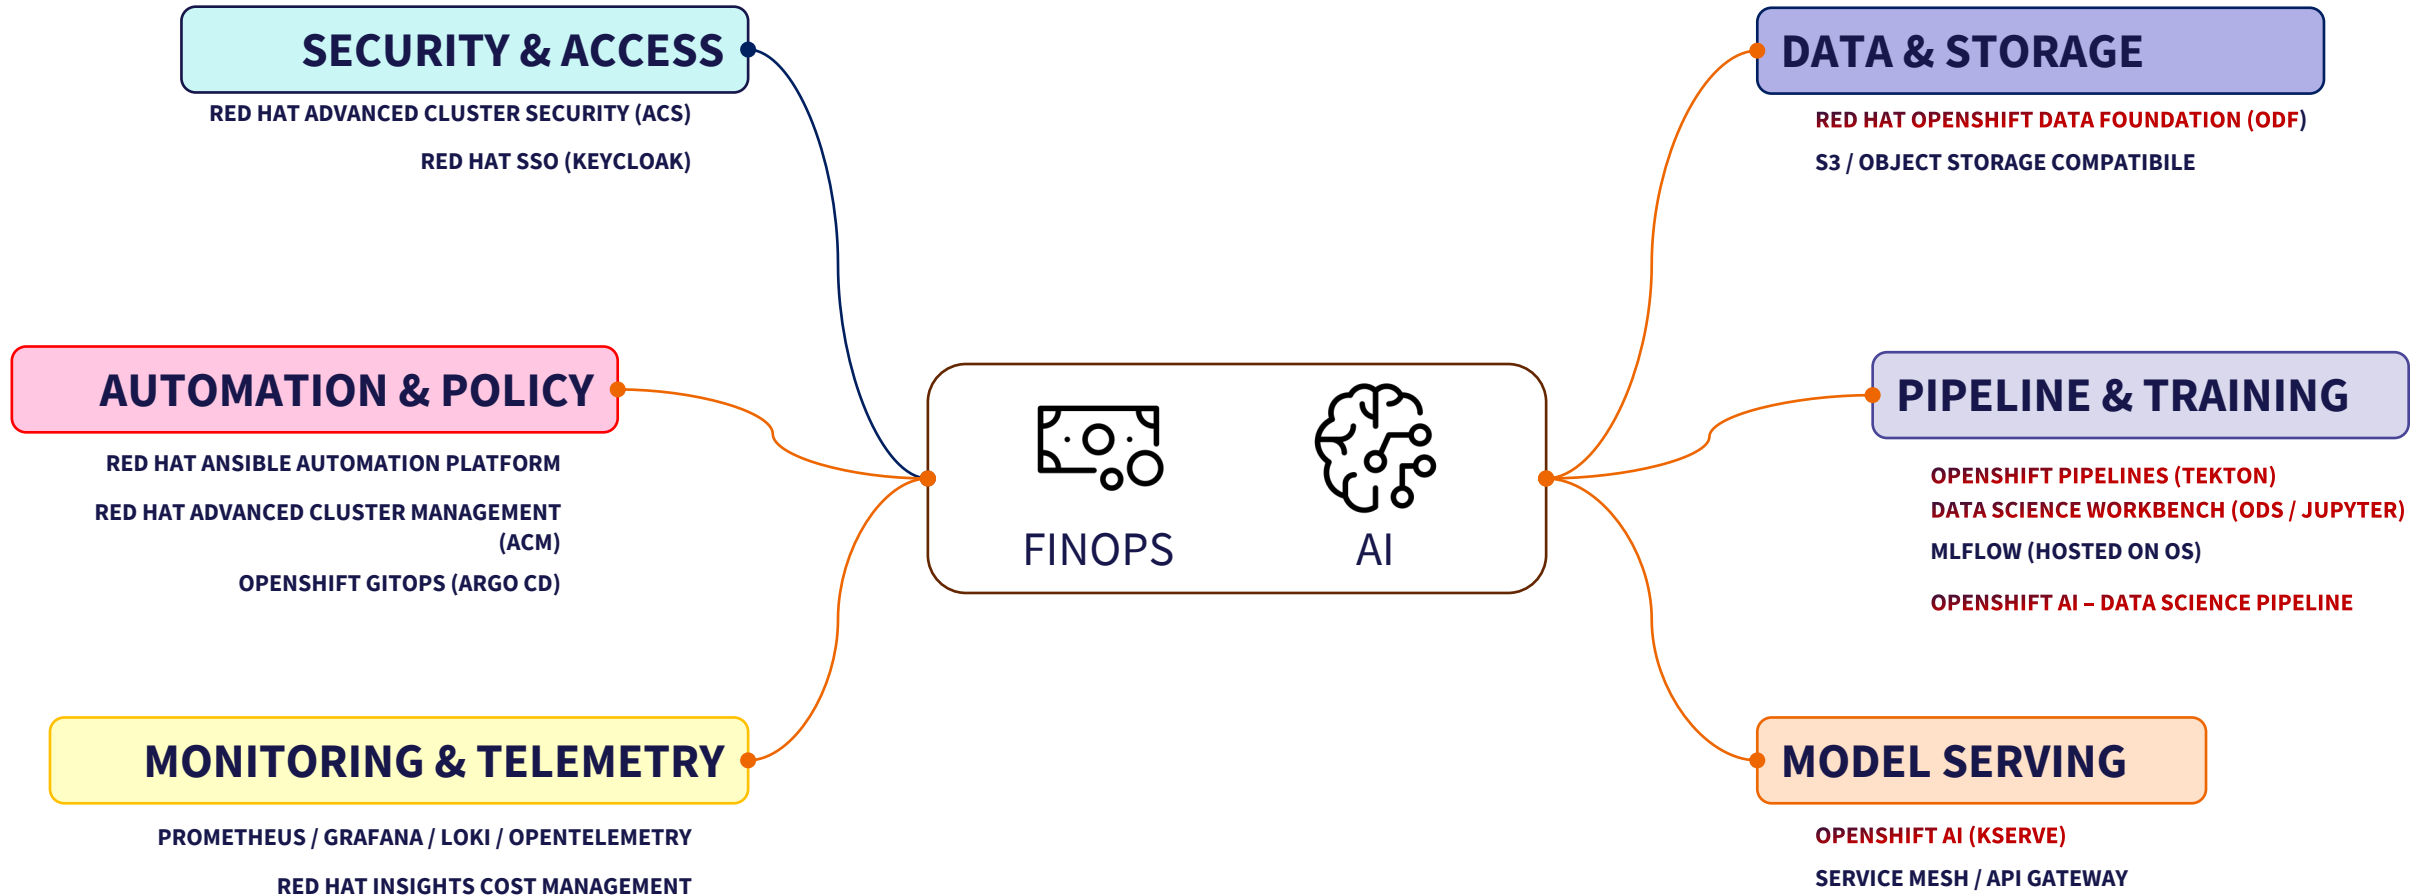 SECURITY & ACCESS
RED HAT ADVANCED CLUSTER SECURITY (ACS)
RED HAT SSO (KEYCLOAK)
AUTOMATION & POLICY
RED HAT ANSIBLE AUTOMATION PLATFORM
RED HAT ADVANCED CLUSTER MANAGEMENT
(ACM)
OPENSHIFT GITOPS (ARGO CD)
MONITORING & TELEMETRY
PROMETHEUS / GRAFANA / LOKI / OPENTELEMETRY
RED HAT INSIGHTS COST MANAGEMENT
FINOPS
AI
DATA & STORAGE
RED HAT OPENSHIFT DATA FOUNDATION (ODF)
S3 / OBJECT STORAGE COMPATIBILE
PIPELINE & TRAINING
OPENSHIFT PIPELINES (TEKTON)
DATA SCIENCE WORKBENCH (ODS / JUPYTER)
MLFLOW (HOSTED ON OS)
OPENSHIFT AI – DATA SCIENCE PIPELINE
MODEL SERVING
OPENSHIFT AI (KSERVE)
SERVICE MESH / API GATEWAY